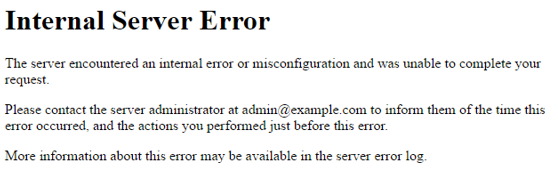 Internal Server Error
The server encountered an internal error or misconfiguration and was unable to complete your
request.
Please contact the server administrator at admin@example.com to inform them of the time this
error occurred, and the actions you performed just before this error.
More information about this error may be available in the server error log.